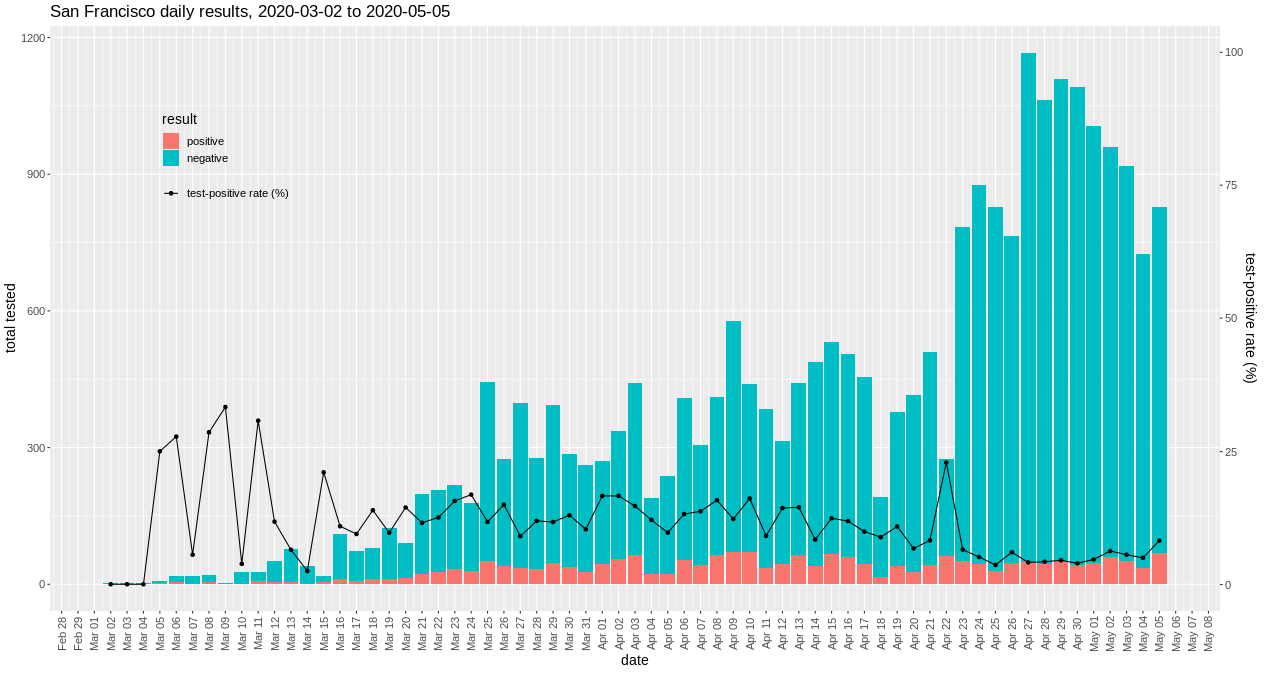 San Francisco daily results, 2020-03-02 to 2020-05-05
1200
900
600
300
0
total tested
result
positive
negative
test-positive rate (%)
100
75
50
25
0
test-positive rate (%)
Feb 28
Feb 29
Mar 01
Mar 02
Mar 03
Mar 04
Mar 05
Mar 06
Mar 07
Mar 08
Mar 09
Mar 10
Mar 11
Mar 12
Mar 13
Mar 14
Mar 15
Mar 16
Mar 17
Mar 18
Mar 19
Mar 20
Mar 21
Mar 22
Mar 23
Mar 24
Mar 25
Mar 26
Mar 27
Mar 28
Mar 29
Mar 30
Mar 31
Apr 01
Apr 02
Apr 03
Apr 04
Apr 05
Apr 06
Apr 07
Apr 08
Apr 09
Apr 10
Apr 11
Apr 12
Apr 13
Apr 14
Apr 15
Apr 16
Apr 17
Apr 18
Apr 19
Apr 20
Apr 21
Apr 22
Apr 23
Apr 24
Apr 25
Apr 26
Apr 27
Apr 28
Apr 29
Apr 30
May 01
May 02
May 03
May 04
May 05
May 06
May 07
May 08
date